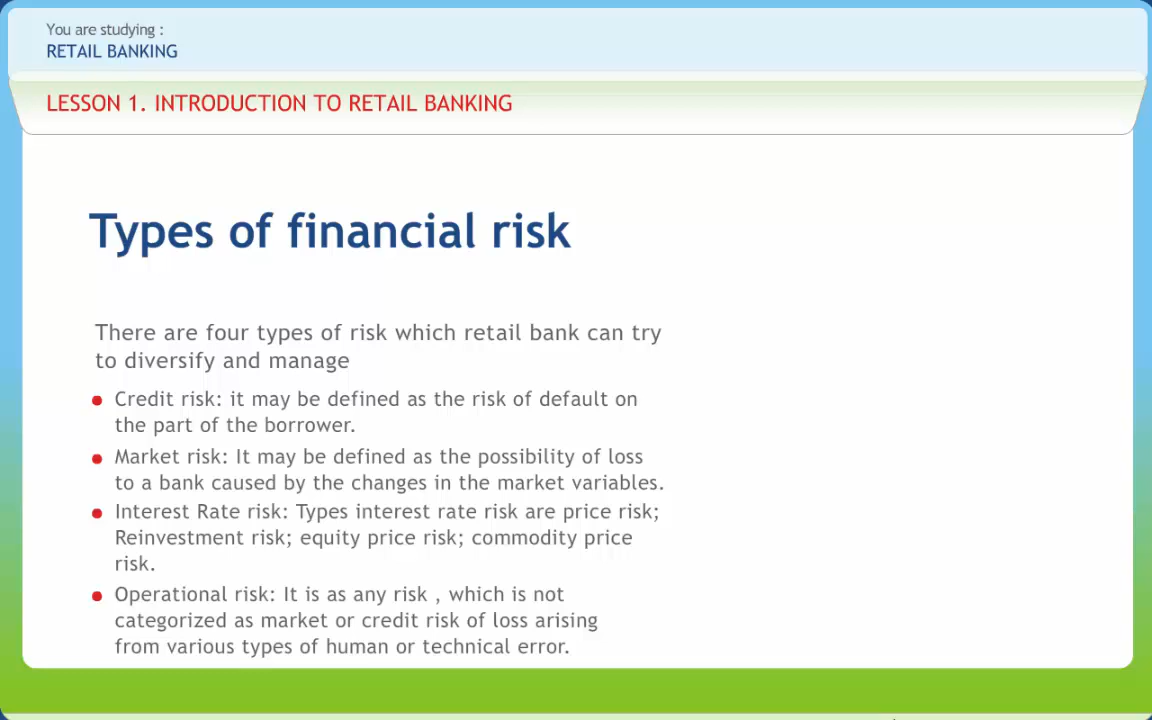 You are studying :
RETAIL BANKING
LESSON 1. INTRODUCTION TO RETAIL BANKING
Types of financial risk
There are four types of risk which retail bank can try
to diversify and manage
Credit risk: it may be defined as the risk of default on
the part of the borrower.
Market risk: It may be defined as the possibility of loss
to a bank caused by the changes in the market variables.
Interest Rate risk: Types interest rate risk are price risk;
Reinvestment risk; equity price risk; commodity price
risk.
Operational risk: It is as any risk , which is not
categorized as market or credit risk of loss arising
from various types of human or technical error.